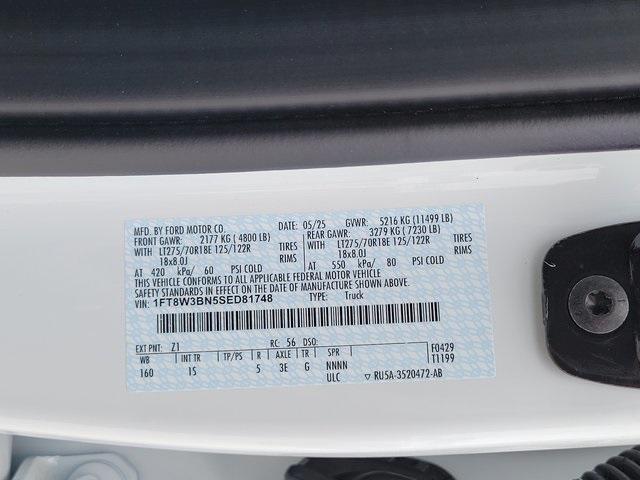 MFD. BY FORD MOTOR CO.
DATE: 05/25 GVWR: 5216 KG (11499 LB)
FRONT GAWR: 2177 KG (4800 LB) REAR GAWR: 3279 KG (7230 LB)
WITH LT275/70R18E 125/122R TIRES WITH LT275/70R18E 125/122R TIRES
18x8.0J RIMS 18x8.0J RIMS
AT 420 kPa/ 60 PSI COLD AT 550 kPa/ 80 PSI COLD
THIS VEHICLE CONFORMS TO ALL APPLICABLE FEDERAL MOTOR VEHICLE
SAFETY STANDARDS IN EFFECT ON THE DATE OF MANUFACTURE SHOWN ABOVE.
VIN: 1FT8W3BN5SED81748 TYPE: Truck
EXT PNT: Z1 RC: 56 DSO: F0429
WB INT TR TP/PS R AXLE TR SPR T1199
160 IS 5 3E G NNNN
ULC ▽ RU5A-3520472-AB